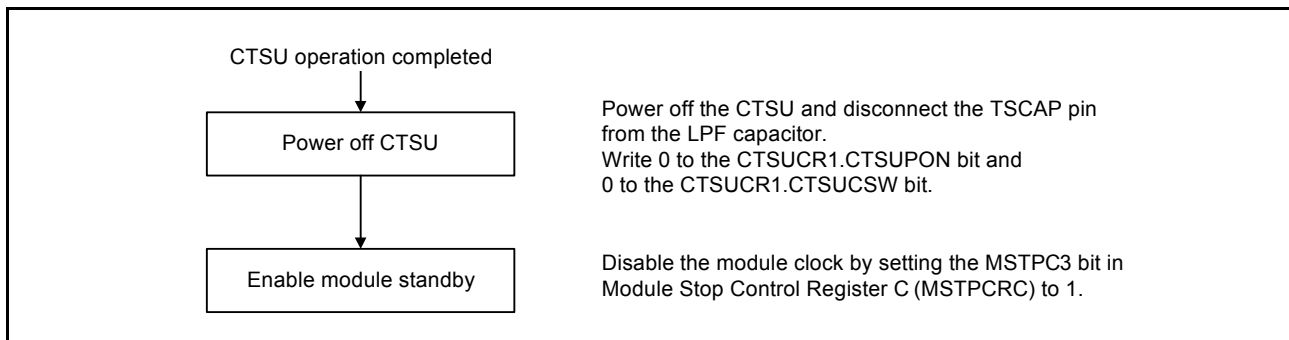 CTSU operation completed
Power off CTSU
Power off the CTSU and disconnect the TSCAP pin
from the LPF capacitor.
Write 0 to the CTSUCR1.CTSUPON bit and
0 to the CTSUCR1.CTSUCSW bit.
Enable module standby
Disable the module clock by setting the MSTPC3 bit in
Module Stop Control Register C (MSTPCRC) to 1.